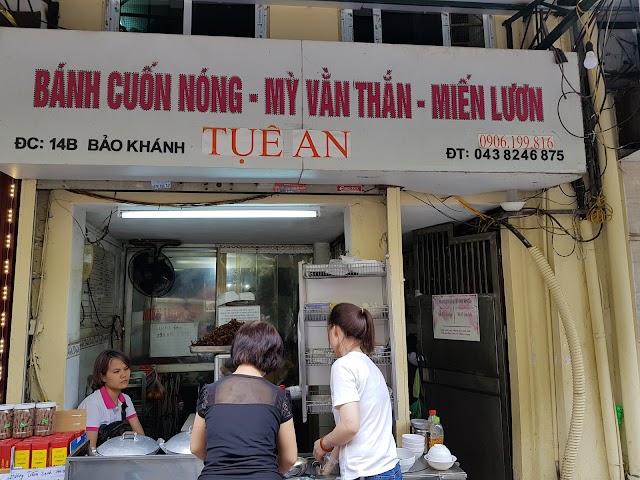 BÁNH CUỐN NÓNG - MỲ VẰN THẮN - MIẾN LƯƠN
ĐC: 14B BẢO KHÁNH
TUỆ AN
0906.199.816
ĐT: 043 8246 875